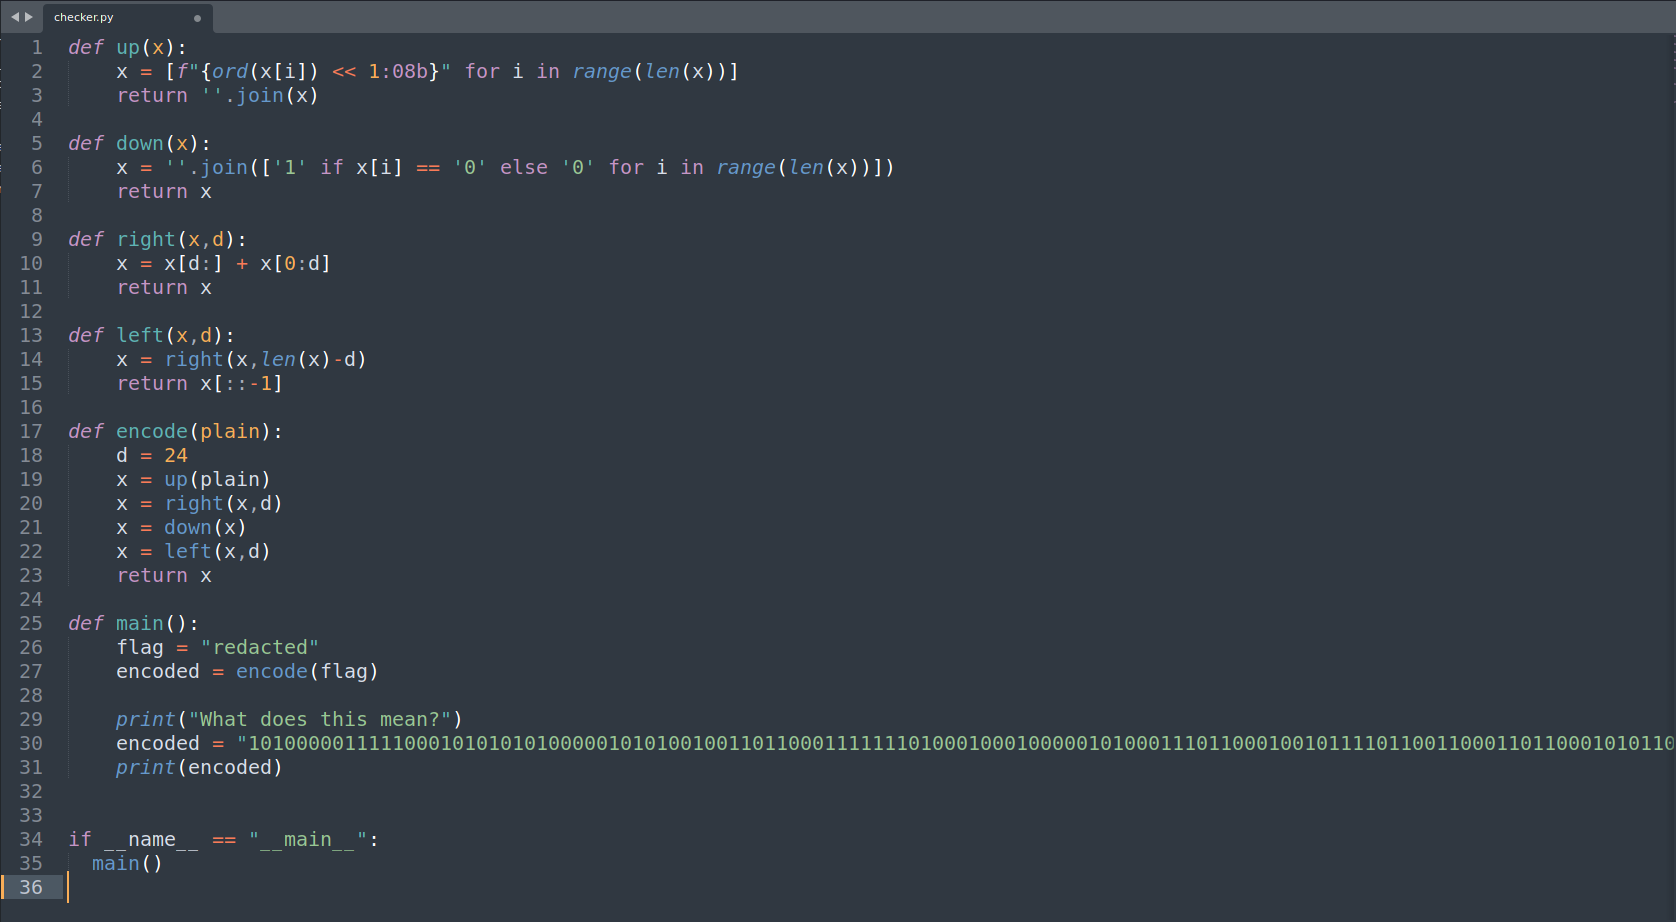 checker.py
1 def up(x):
2     x = [f"{ord(x[i]) << 1:08b}" for i in range(len(x))]
3     return ''.join(x)
4
5 def down(x):
6     x = ''.join(['1' if x[i] == '0' else '0' for i in range(len(x))])
7     return x
8
9 def right(x,d):
10     x = x[d:] + x[0:d]
11     return x
12
13 def left(x,d):
14     x = right(x,len(x)-d)
15     return x[::-1]
16
17 def encode(plain):
18     d = 24
19     x = up(plain)
20     x = right(x,d)
21     x = down(x)
22     x = left(x,d)
23     return x
24
25 def main():
26     flag = "redacted"
27     encoded = encode(flag)
28
29     print("What does this mean?")
30     encoded = "1010000011111000101010101000001010100100110110001111111010001000100000101000111011000100101111011001100011011000101011​0
31     print(encoded)
32
33
34 if __name__ == "__main__":
35   main()
36